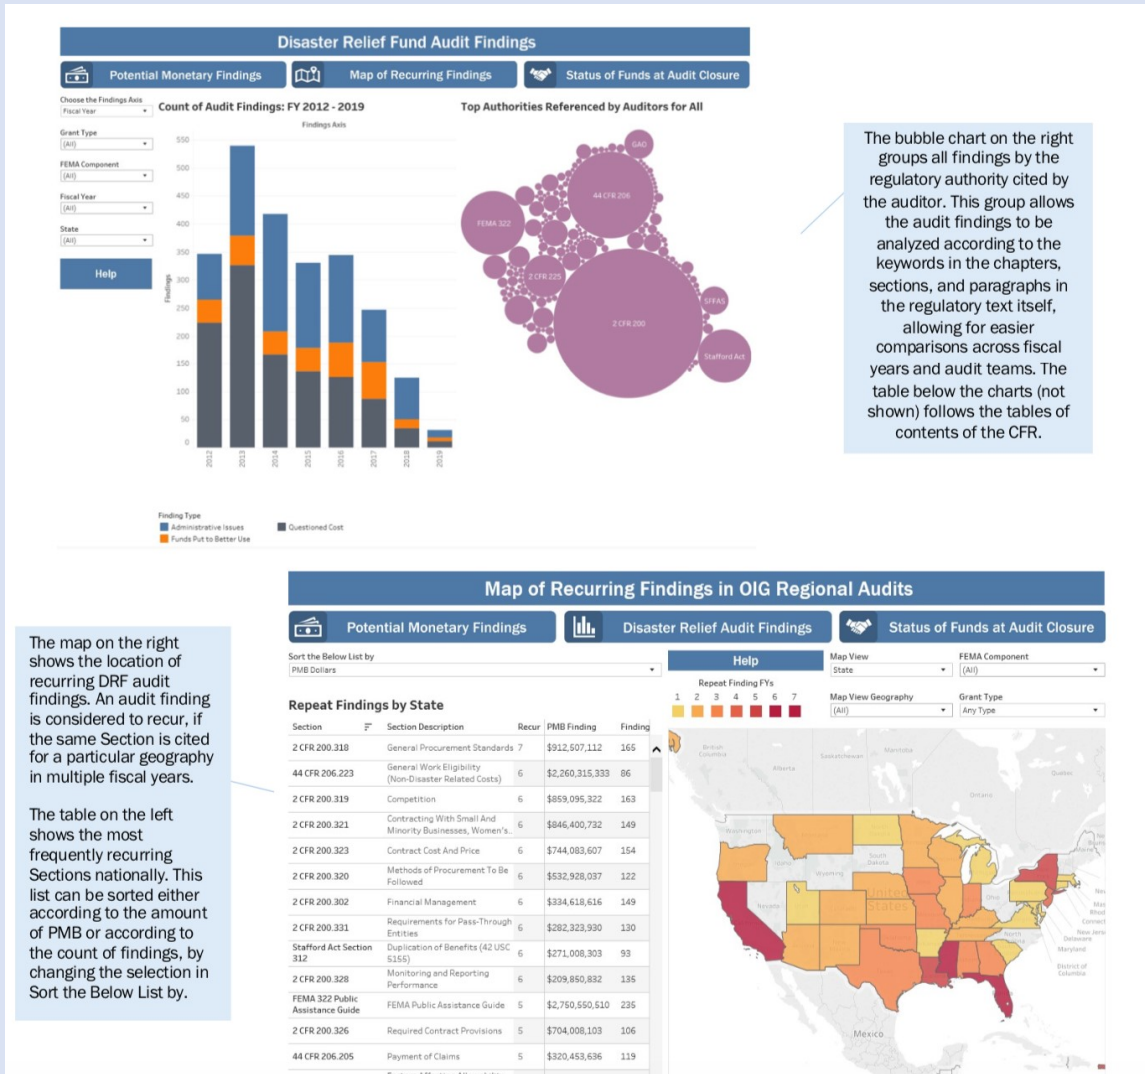 Disaster Relief Fund Audit Findings
Potential Monetary Findings
Map of Recurring Findings
Status of Funds at Audit Closure
Choose the Findings Axis
Fiscal Year
Grant Type
(All)
FEMA Component
(All)
Fiscal Year
(All)
State
(All)
Help
Count of Audit Findings: FY 2012 - 2019
Findings Axis
Findings
550
500
450
400
350
300
250
200
150
100
50
0
2012
2013
2014
2015
2016
2017
2018
2019
Finding Type
Administrative Issues
Questioned Cost
Funds Put to Better Use
Top Authorities Referenced by Auditors for All
GAO
44 CFR 206
FEMA 322
2 CFR 225
2 CFR 200
SFFAS
Stafford Act
The bubble chart on the right
groups all findings by the
regulatory authority cited by
the auditor. This group allows
the audit findings to be
analyzed according to the
keywords in the chapters,
sections, and paragraphs in
the regulatory text itself,
allowing for easier
comparisons across fiscal
years and audit teams. The
table below the charts (not
shown) follows the tables of
contents of the CFR.
The map on the right
shows the location of
recurring DRF audit
findings. An audit finding
is considered to recur, if
the same Section is cited
for a particular geography
in multiple fiscal years.
The table on the left
shows the most
frequently recurring
Sections nationally. This
list can be sorted either
according to the amount
of PMB or according to
the count of findings, by
changing the selection in
Sort the Below List by.
Map of Recurring Findings in OIG Regional Audits
Potential Monetary Findings
Disaster Relief Audit Findings
Status of Funds at Audit Closure
Sort the Below List by
PMB Dollars
Help
Repeat Finding FYs
1 2 3 4 5 6 7
Map View
State
FEMA Component
(All)
Map View Geography
(All)
Grant Type
Any Type
Repeat Findings by State
Section Section Description Recur PMB Finding Finding
2 CFR 200.318 General Procurement Standards 7 $912,507,112 165
44 CFR 206.223 General Work Eligibility (Non-Disaster Related Costs) 6 $2,260,315,333 86
2 CFR 200.319 Competition 6 $859,095,322 163
2 CFR 200.321 Contracting With Small And Minority Businesses, Women's.. 6 $846,400,732 149
2 CFR 200.323 Contract Cost And Price 6 $744,083,607 154
2 CFR 200.320 Methods of Procurement To Be Followed 6 $532,928,037 122
2 CFR 200.302 Financial Management 6 $334,618,616 149
2 CFR 200.331 Requirements for Pass-Through Entities 6 $282,323,930 130
Stafford Act Section 312 Duplication of Benefits (42 USC 5155) 6 $271,008,303 93
2 CFR 200.328 Monitoring and Reporting Performance 6 $209,850,832 135
FEMA 322 Public Assistance Guide FEMA Public Assistance Guide 5 $2,750,550,510 235
2 CFR 200.326 Required Contract Provisions 5 $704,008,103 106
44 CFR 206.205 Payment of Claims 5 $320,453,636 119
British
Columbia
Alberta
Saskatchewan
Manitoba
Ontario
Quebec
Washington
Idaho
South
Dakota
Wyoming
Nevada
United
States
Ohio
North
Carolina
Delaware
Maryland
District of
Columbia
Mexico